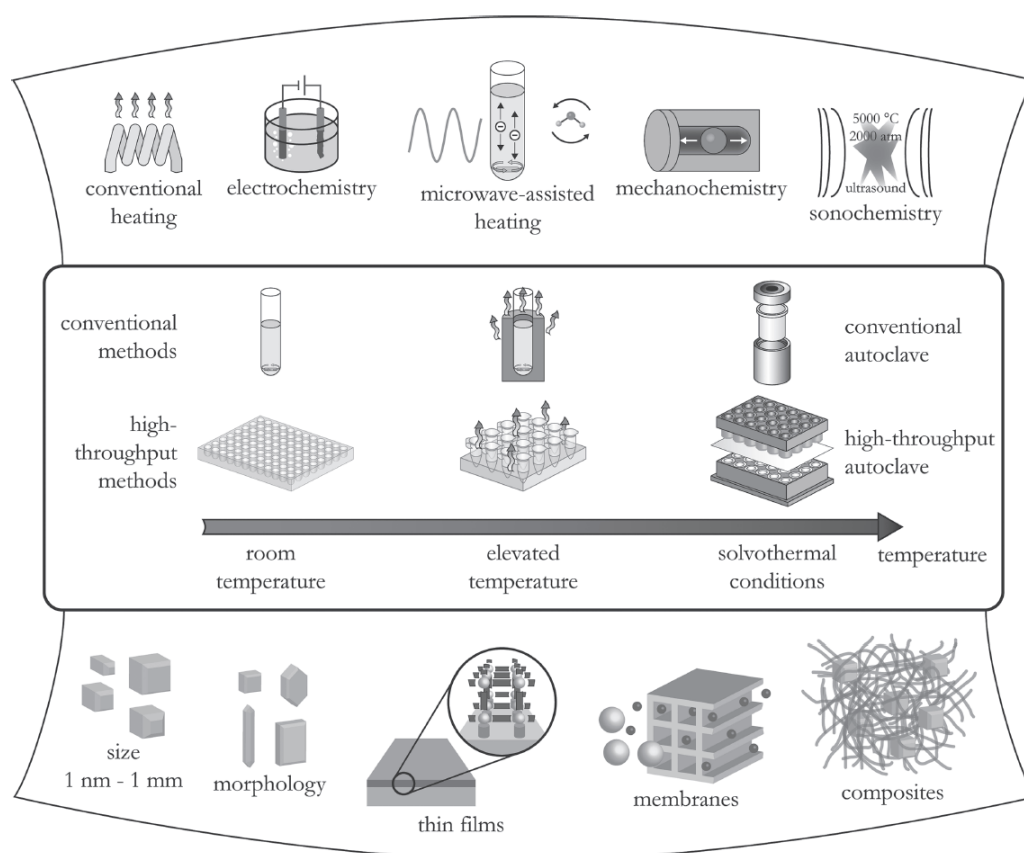 5000 °C
2000 arm
ultrasound
conventional
heating
electrochemistry
microwave-assisted
heating
mechanochemistry
sonochemistry
conventional
methods
conventional
autoclave
high-
throughput
methods
high-throughput
autoclave
room
temperature
elevated
temperature
solvothermal
conditions
temperature
size
1 nm - 1 mm
morphology
thin films
membranes
composites